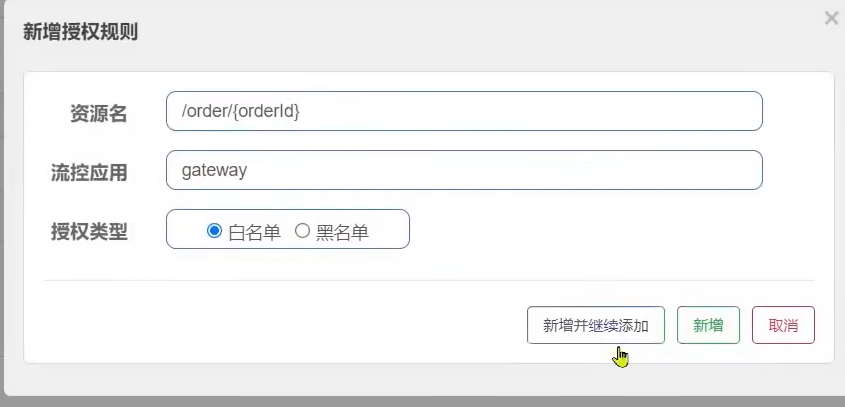 新增授权规则
资源名 /order/{orderId}
流控应用 gateway
授权类型 白名单 黑名单
新增并继续添加 新增 取消